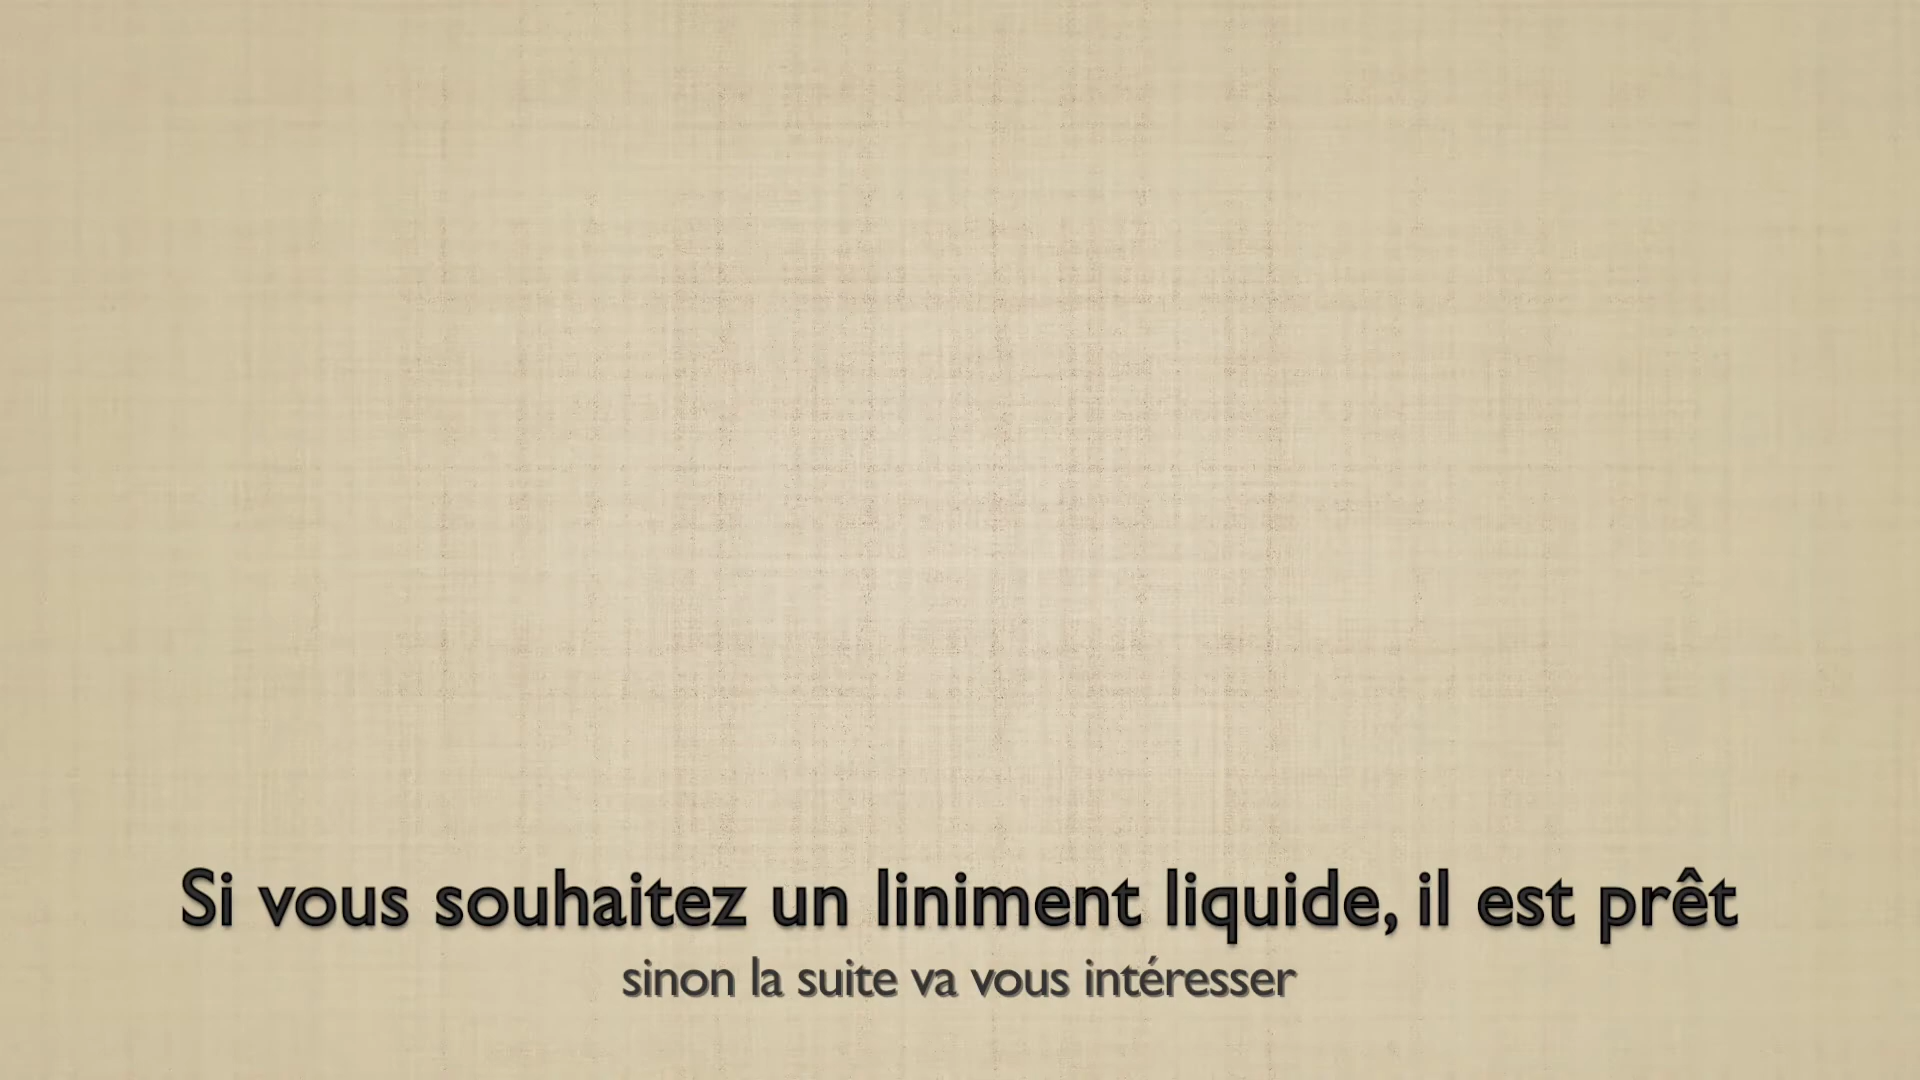 Si vous souhaitez un liniment liquide, il est prêt
sinon la suite va vous intéresser